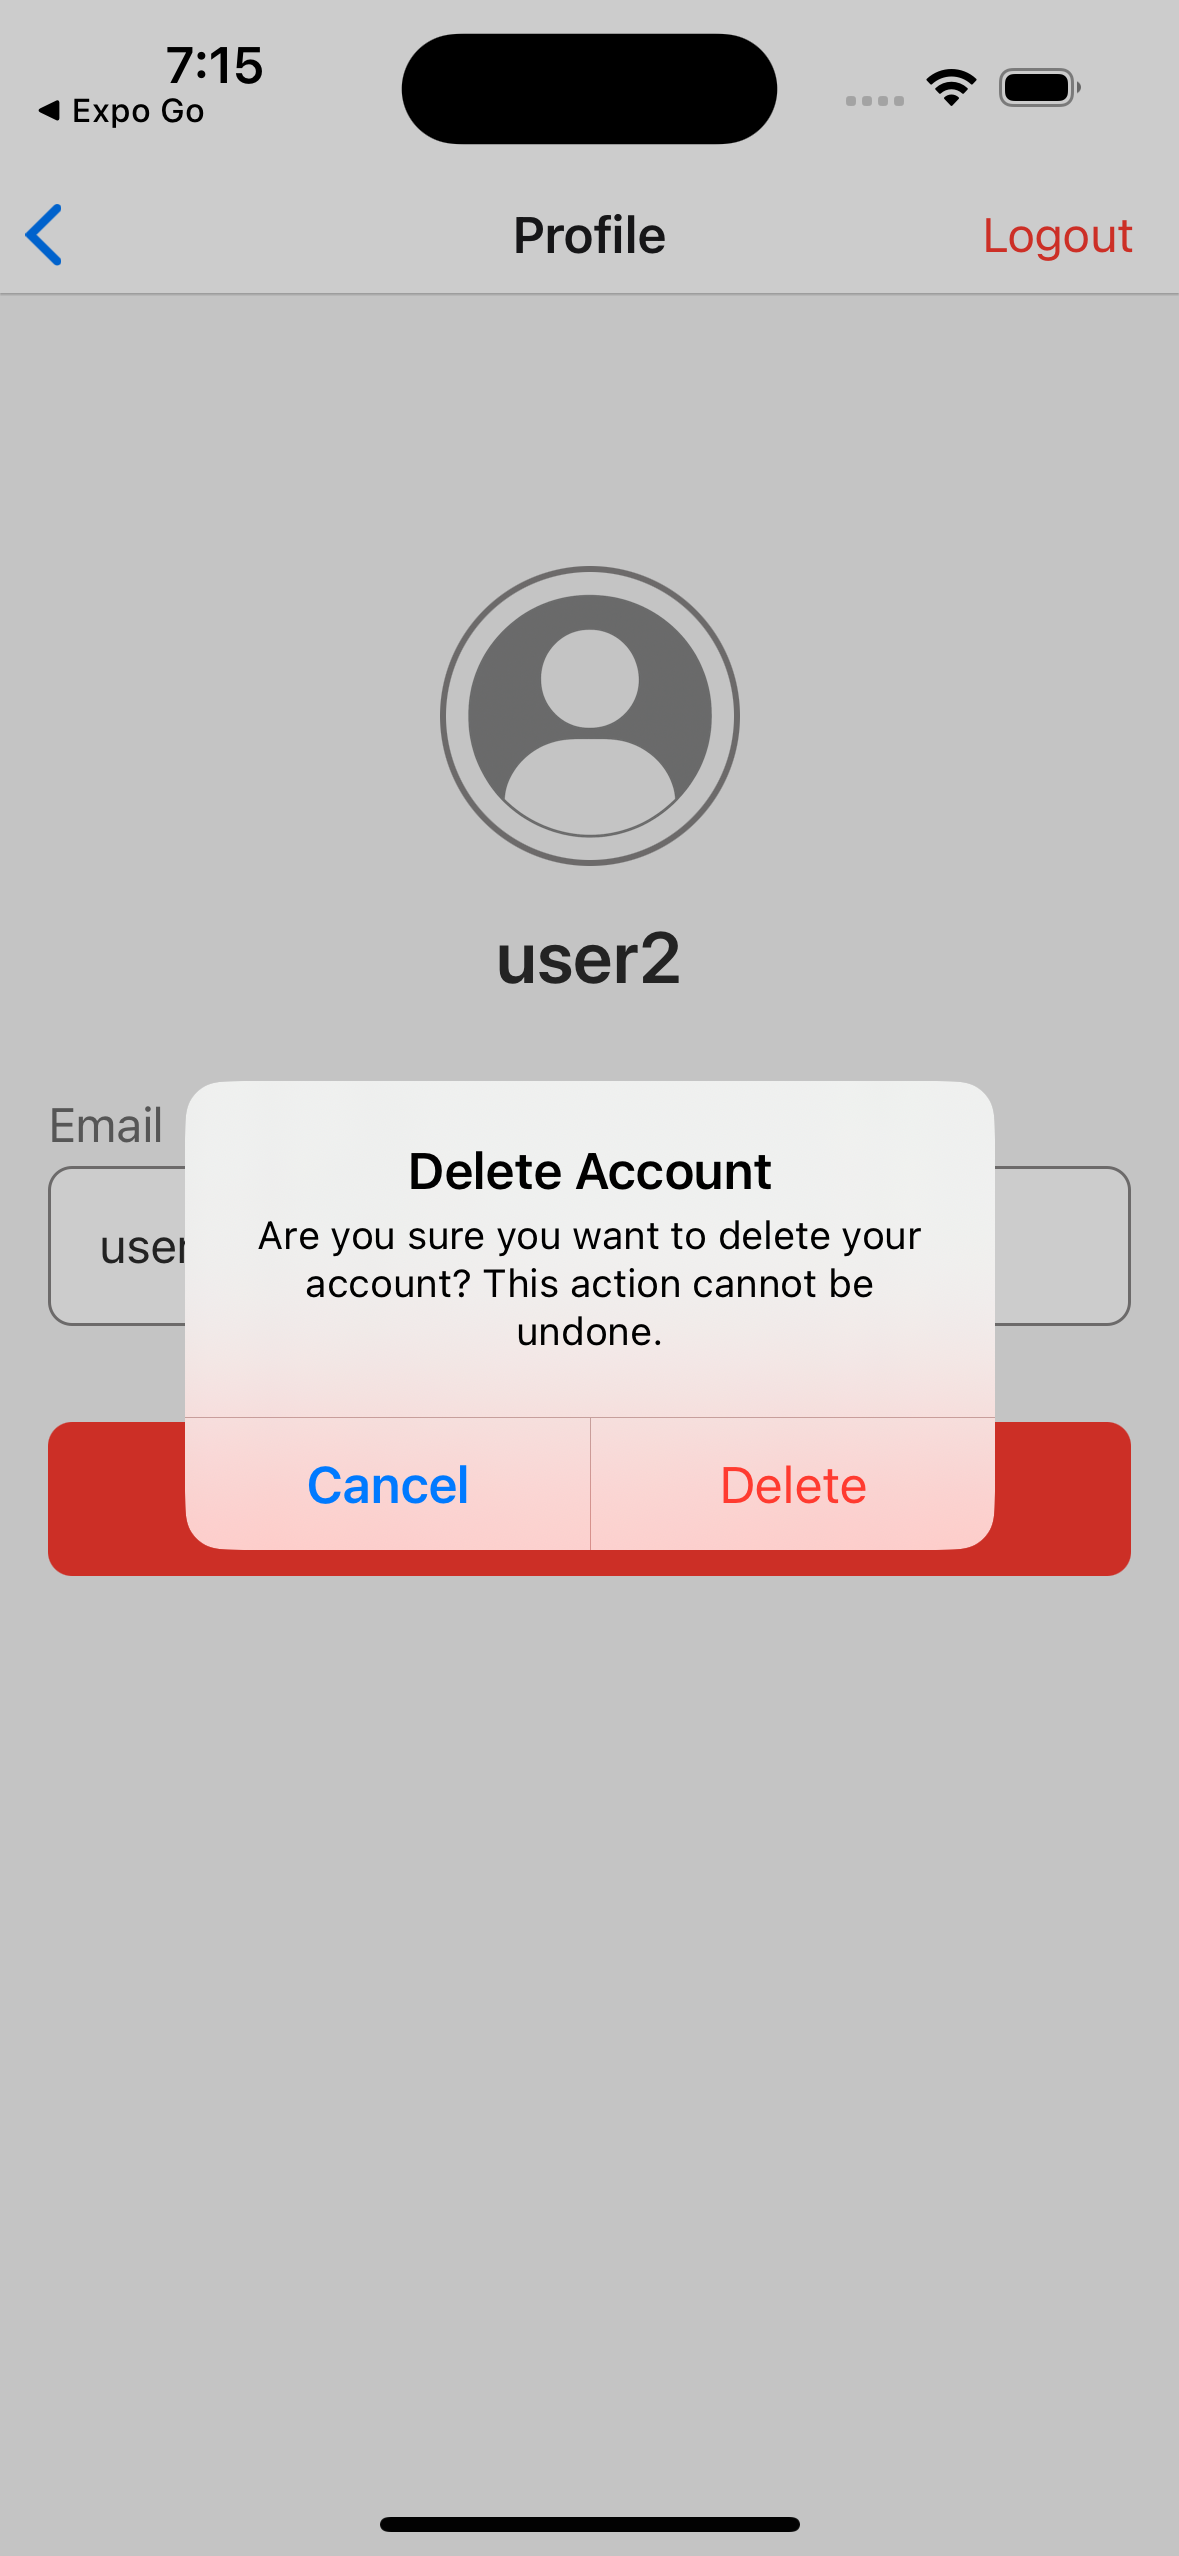 7:15
◀ Expo Go
Profile
Logout
user2
Email
user
Delete Account
Are you sure you want to delete your
account? This action cannot be
undone.
Cancel
Delete